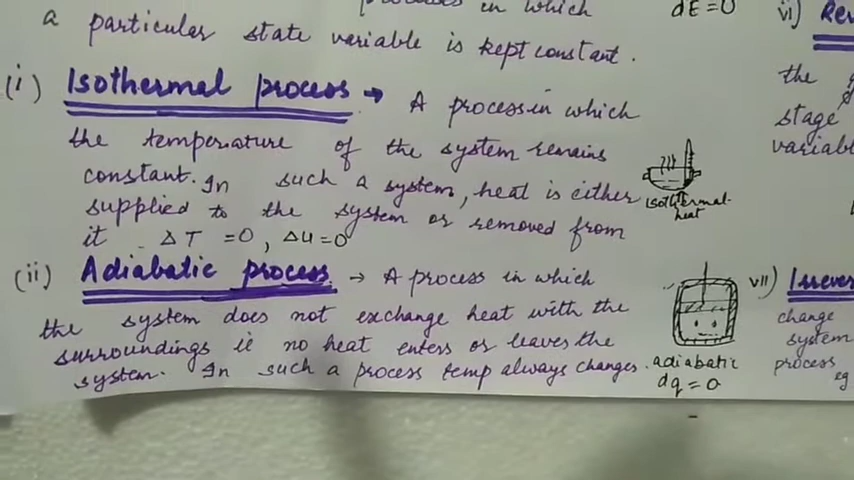 in which
a particular state variable is kept constant.
(i) Isothermal process → A process in which
the temperature of the system remains
constant. In such a system, heat is either
supplied to the system or removed from
it ΔT = 0, ΔU = 0
isothermal-
heat
(ii) Adiabatic process → A process in which
the system does not exchange heat with the
surroundings ie no heat enters or leaves the
system. In such a process temp always changes.
adiabatic
dq = 0
dE = 0
vi)
the
stage
vii)
change
system
process
eg